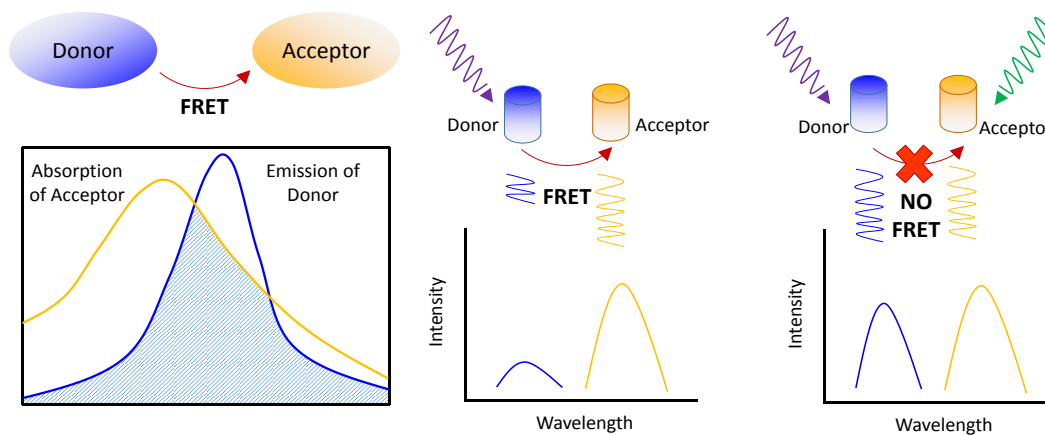 Donor
Acceptor
FRET
Absorption
of Acceptor
Emission of
Donor
Donor
Acceptor
FRET
Intensity
Wavelength
Donor
Accepto
NO
FRET
Intensity
Wavelength